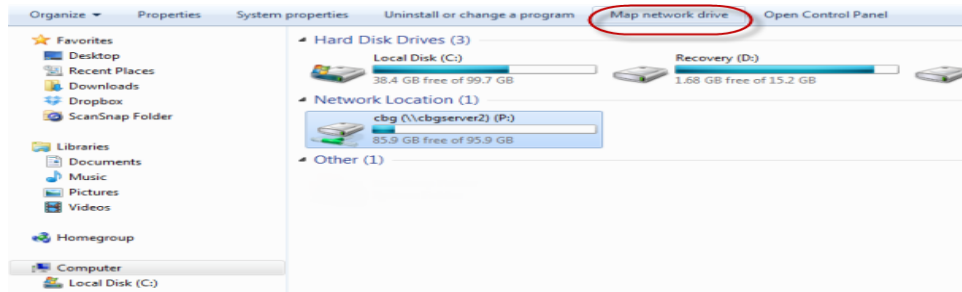 Organize Properties System properties Uninstall or change a program Map network drive Open Control Panel
Favorites
Desktop
Recent Places
Downloads
Dropbox
ScanSnap Folder
Libraries
Documents
Music
Pictures
Videos
Homegroup
Computer
Local Disk (C:)
Hard Disk Drives (3)
Local Disk (C:)
38.4 GB free of 99.7 GB
Recovery (D:)
1.68 GB free of 15.2 GB
Network Location (1)
cbg (\\cbgserver2) (P:)
85.9 GB free of 95.9 GB
Other (1)